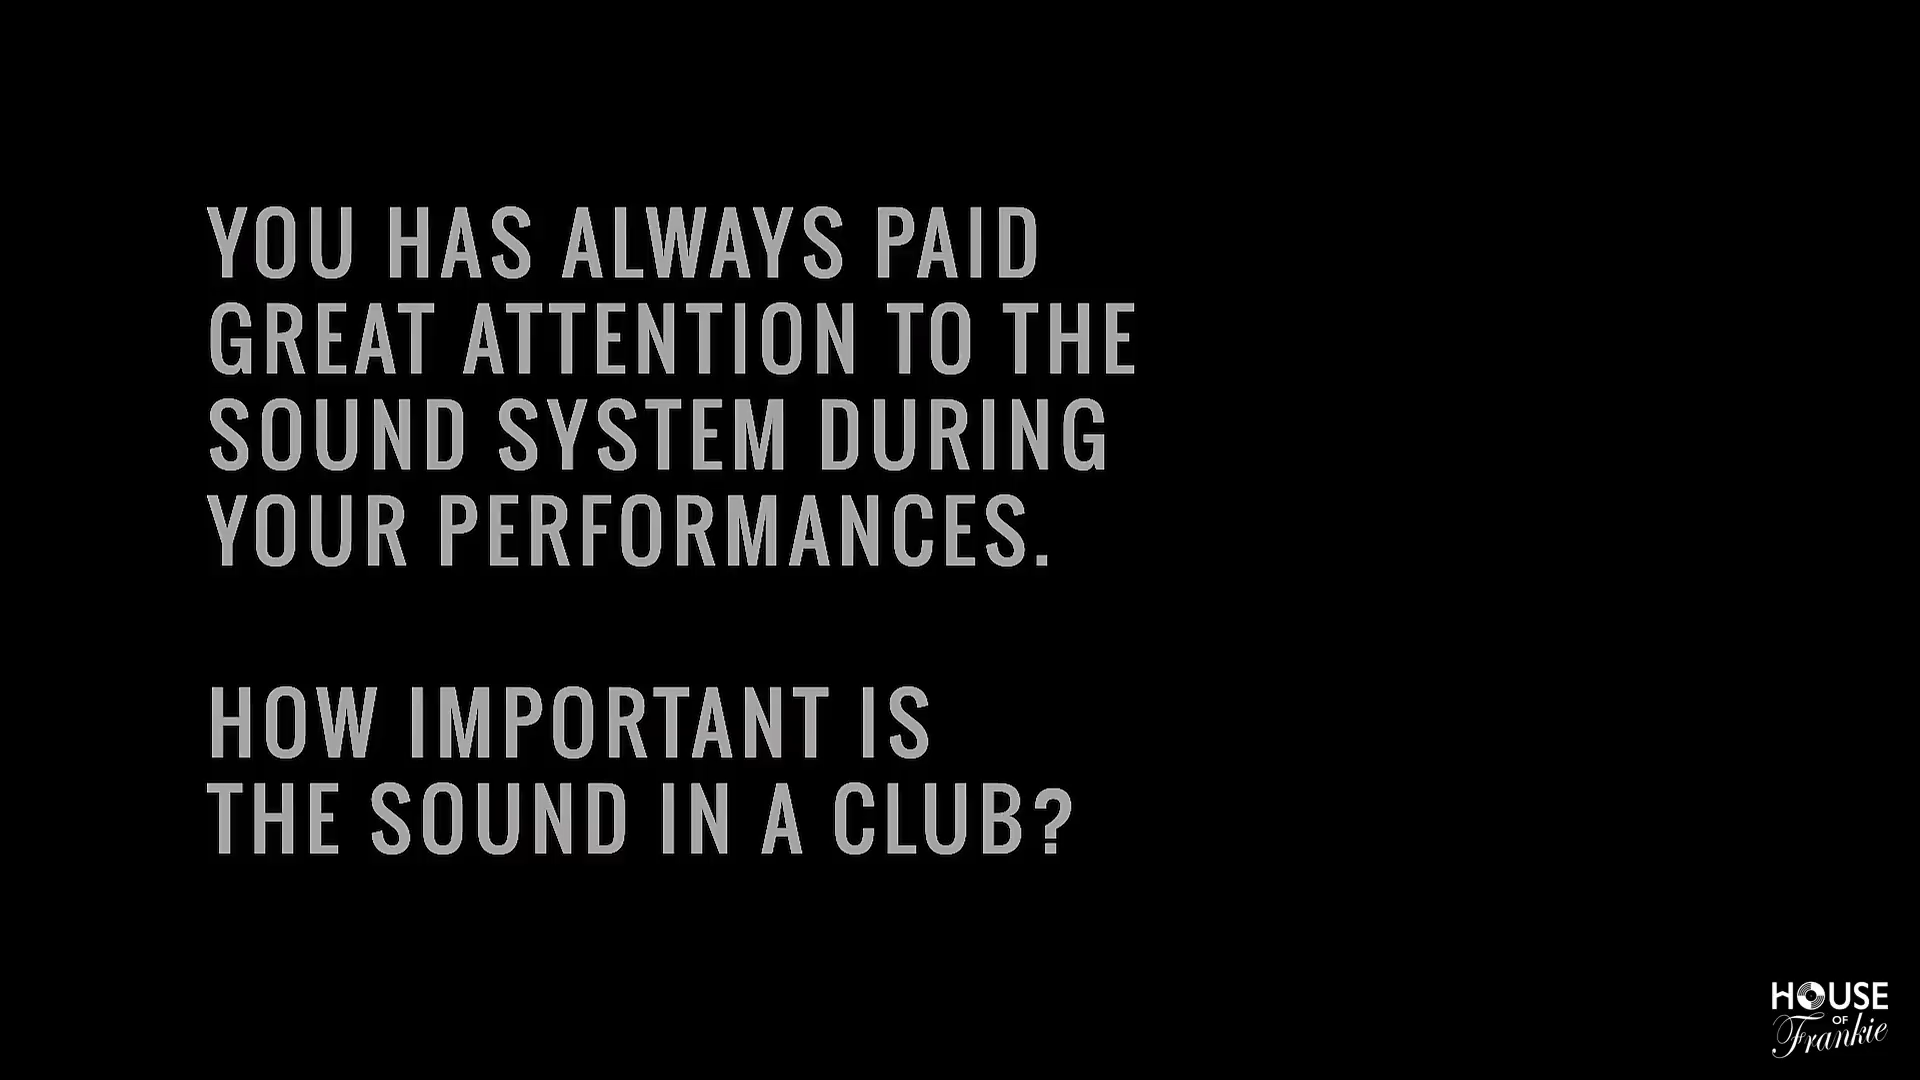 YOU HAS ALWAYS PAID
GREAT ATTENTION TO THE
SOUND SYSTEM DURING
YOUR PERFORMANCES.
HOW IMPORTANT IS
THE SOUND IN A CLUB?
HOUSE
OF
Frankie